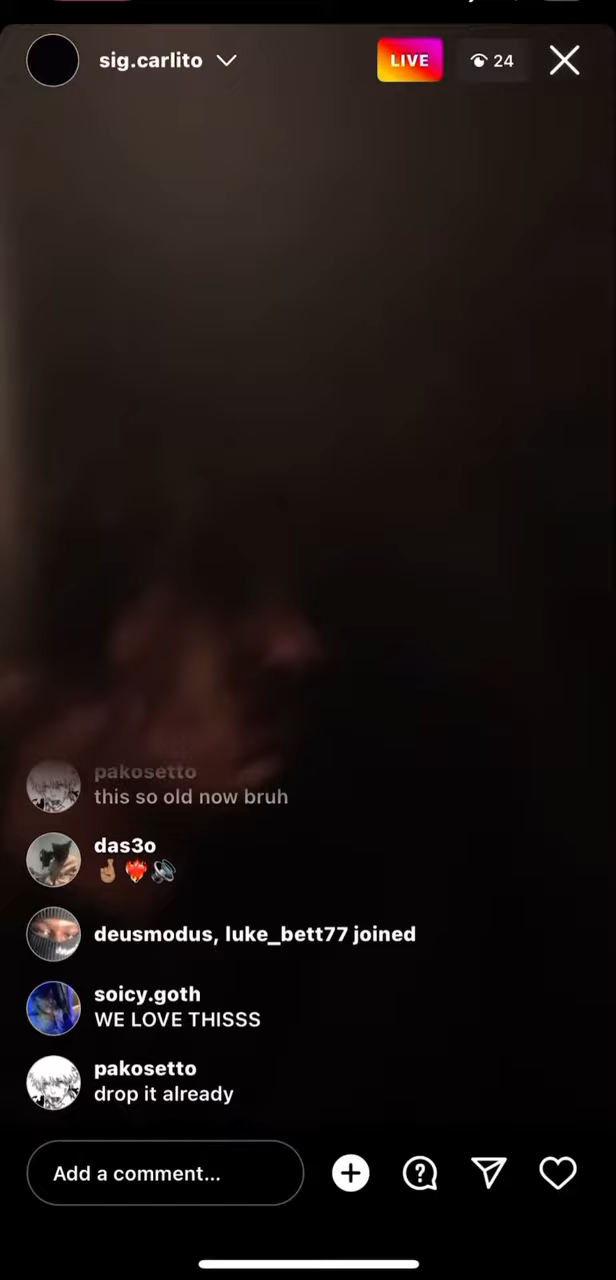 sig.carlito
LIVE
24
pakosetto
this so old now bruh
das3o
🤞🏽❤️‍🔥🔊
deusmodus, luke_bett77 joined
soicy.goth
WE LOVE THISSS
pakosetto
drop it already
Add a comment...